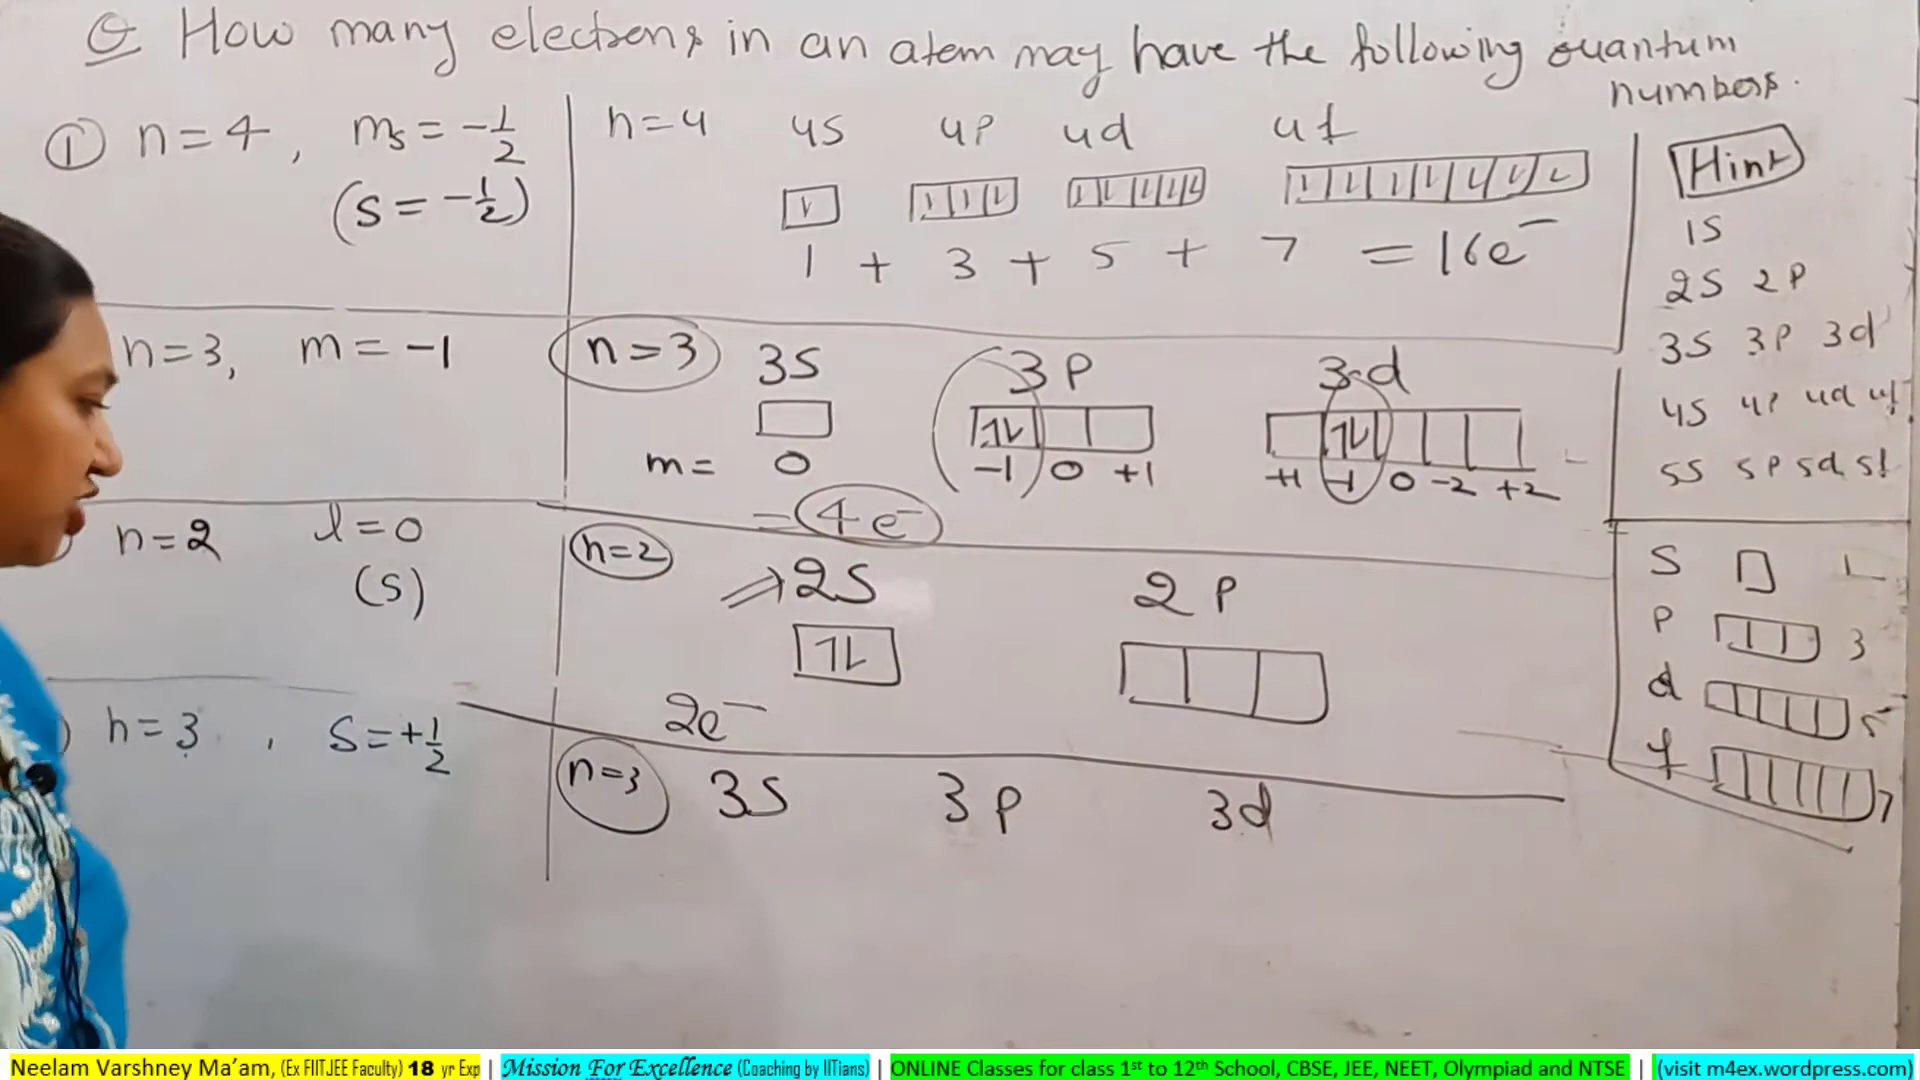 Q How many electrons in an atom may have the following quantum numbers.
① n=4, ms = -1/2
(s = -1/2)
n=4 4s 4p 4d 4f
1 + 3 + 5 + 7 = 16e⁻
n=3, m = -1
n=3 3s 3p 3d
m = 0 -1 0 +1 +1 -1 0 -2 +2
= 4e⁻
n=2 l=0
(s)
n=2 ⇒2s 2p
2e⁻
) n=3, s=+1/2
n=3 3s 3p 3d
Hint
1s
2s 2p
3s 3p 3d
4s 4p 4d 4f
5s 5p 5d 5f
s 1
p 3
d 5
f 7
Neelam Varshney Ma'am, (Ex FIITJEE Faculty) 18 yr Exp | Mission For Excellence (Coaching by IITians) | ONLINE Classes for class 1st to 12th School, CBSE, JEE, NEET, Olympiad and NTSE | (visit m4ex.wordpress.com)